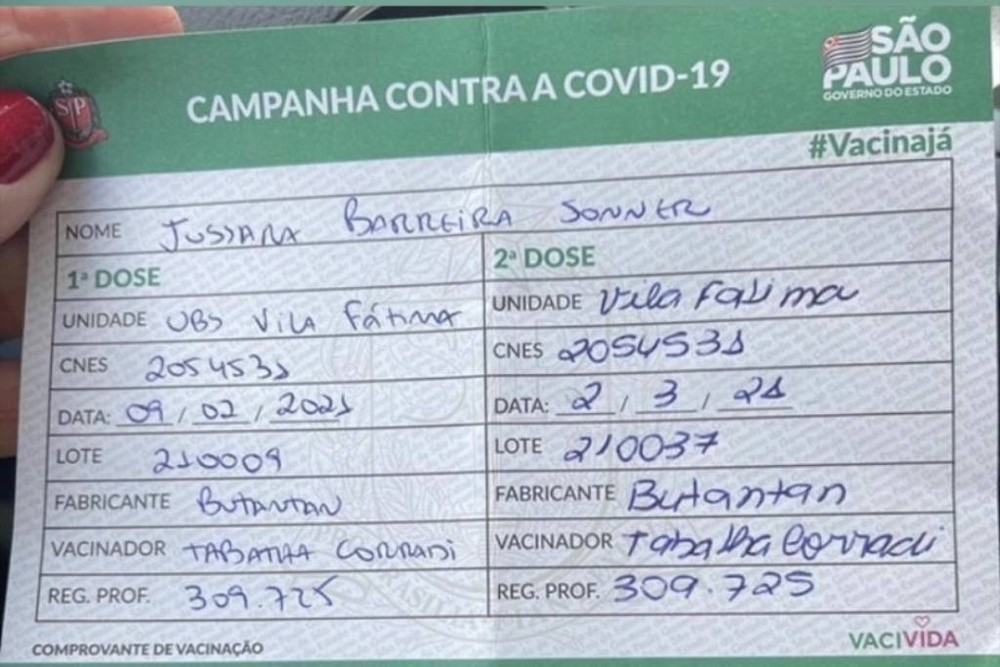 SP
CAMPANHA CONTRA A COVID-19
SÃO PAULO
GOVERNO DO ESTADO
#Vacinajá
NOME JUSSARA BARREIRA SONNER
1ª DOSE
UNIDADE UBS VILA FÁTIMA
CNES 2054531
DATA: 09 / 02 / 2021
LOTE 210009
FABRICANTE BUTANTAN
VACINADOR TABATHA CORRADI
REG. PROF. 309.725
2ª DOSE
UNIDADE Vila Fatima
CNES 2054531
DATA: 2 / 3 / 21
LOTE 210037
FABRICANTE Butantan
VACINADOR Tabatha Corradi
REG. PROF. 309.725
COMPROVANTE DE VACINAÇÃO
VACIVIDA